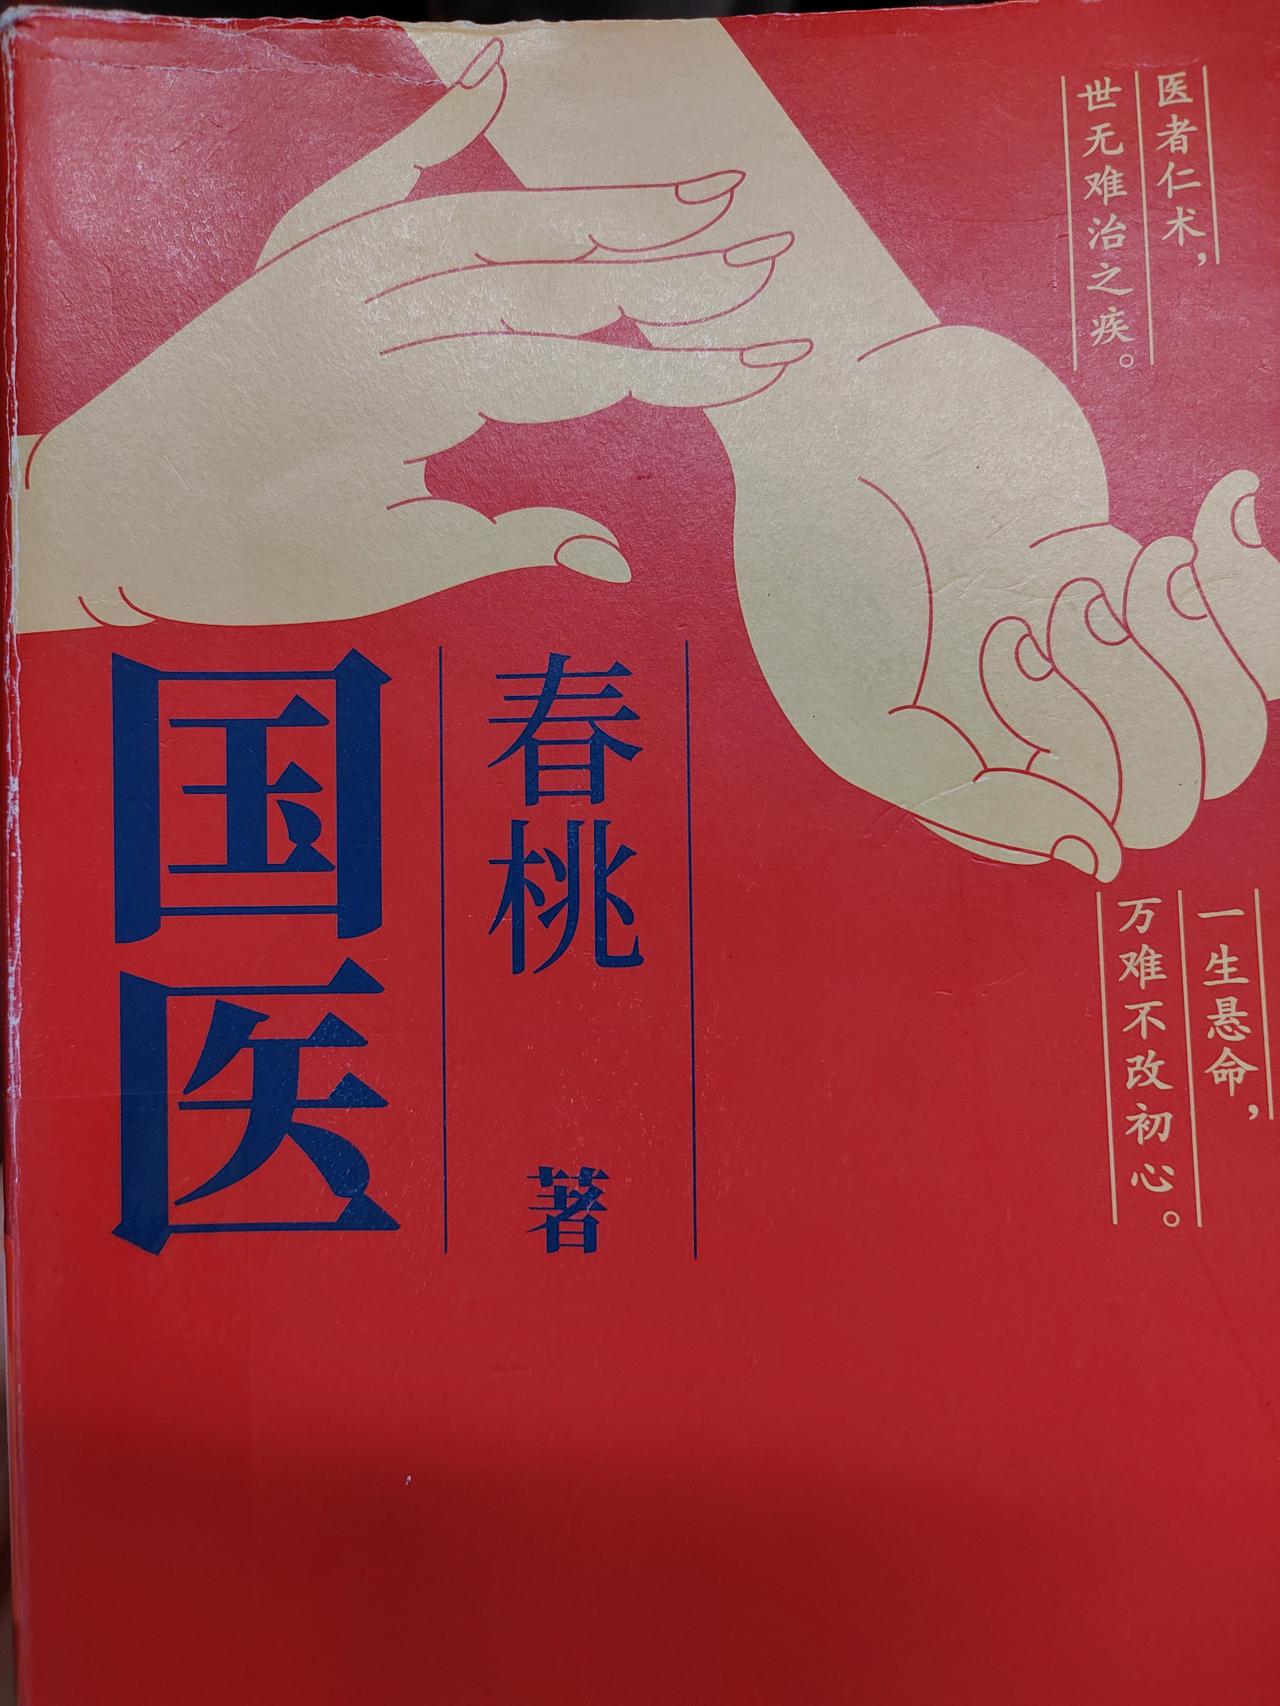 医者仁术，
世无难治之疾。
国医
春桃 著
一生悬命，
万难不改初心。